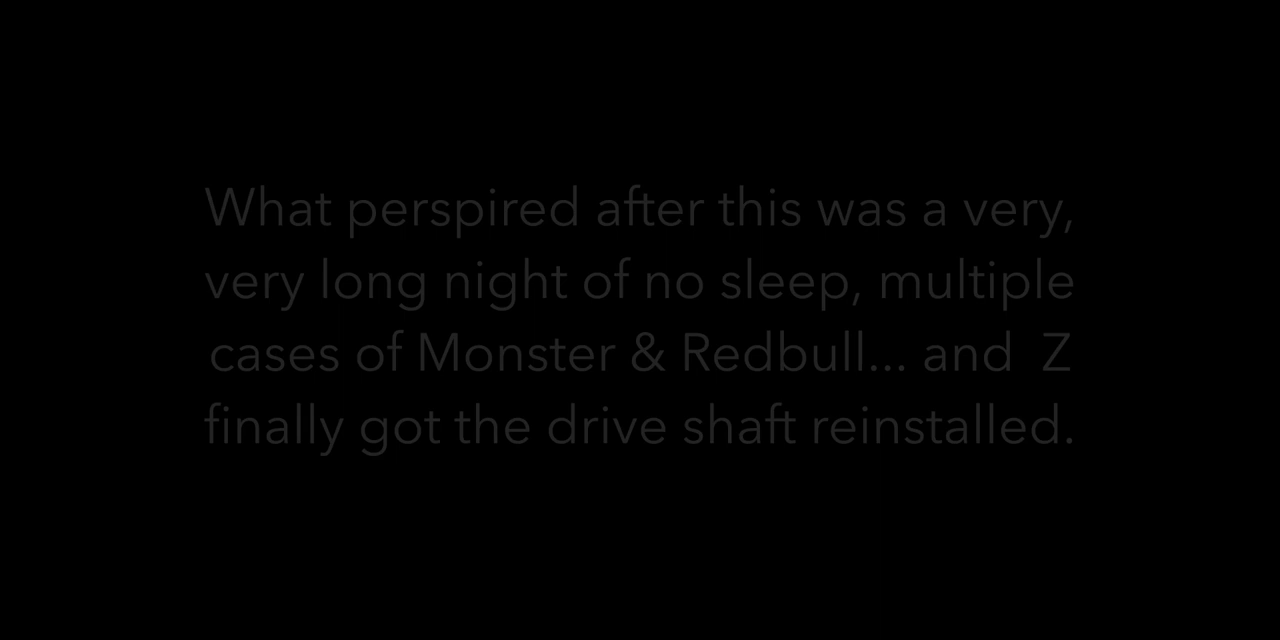 What perspired after this was a very,
very long night of no sleep, multiple
cases of Monster & Redbull... and  Z
finally got the drive shaft reinstalled.